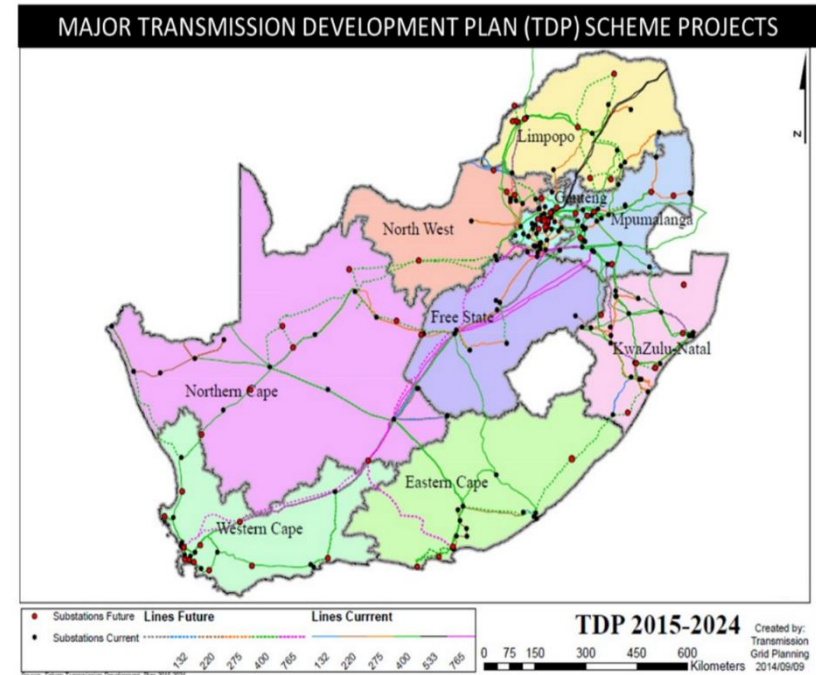 MAJOR TRANSMISSION DEVELOPMENT PLAN (TDP) SCHEME PROJECTS
N
Limpopo
Gauteng
Mpumalanga
North West
Free State
KwaZulu-Natal
Northern Cape
Eastern Cape
Western Cape
Substations Future Lines Future Lines Currrent
Substations Current
132 220 275 400 765 132 220 275 400 533 765
TDP 2015-2024
0 75 150 300 450 600
Kilometers
Created by:
Transmission
Grid Planning
2014/09/09